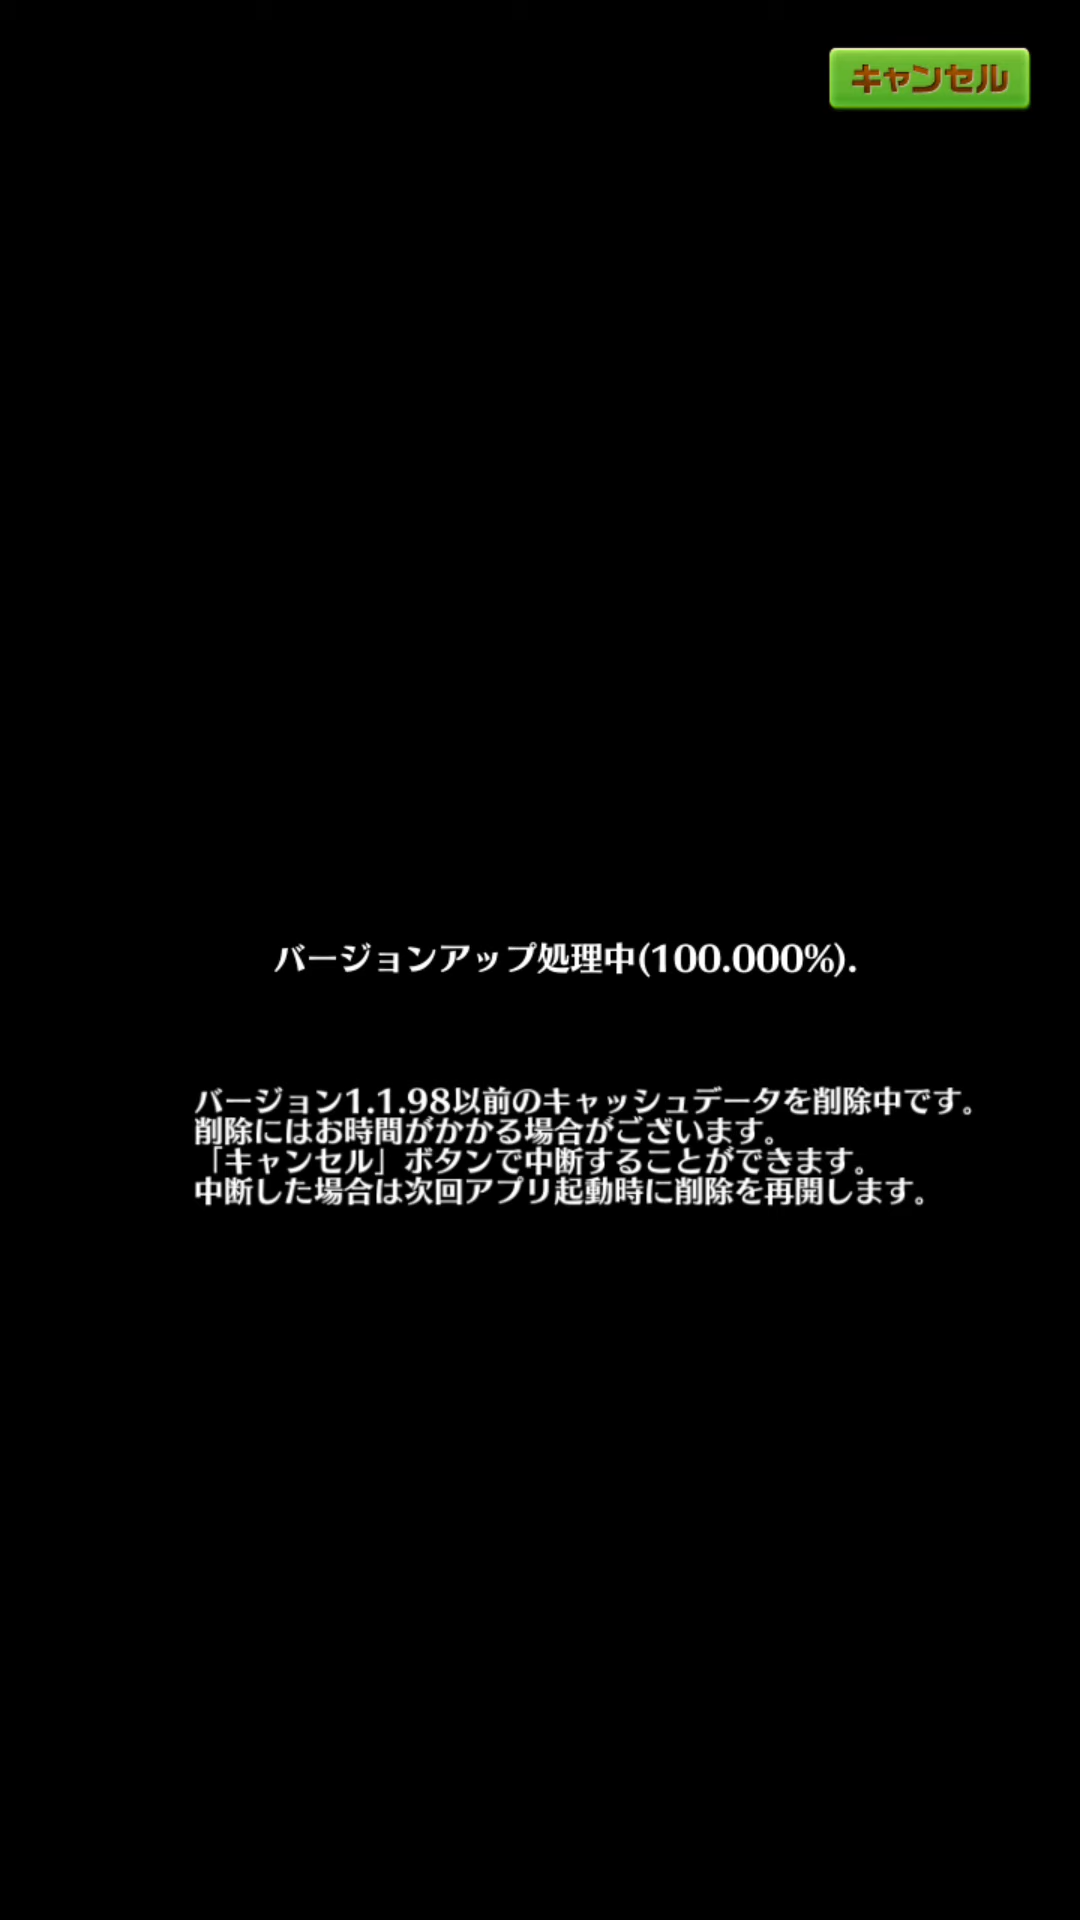 キャンセル
バージョンアップ処理中(100.000%).
バージョン1.1.98以前のキャッシュデータを削除中です。
削除にはお時間がかかる場合がございます。
「キャンセル」ボタンで中断することができます。
中断した場合は次回アプリ起動時に削除を再開します。